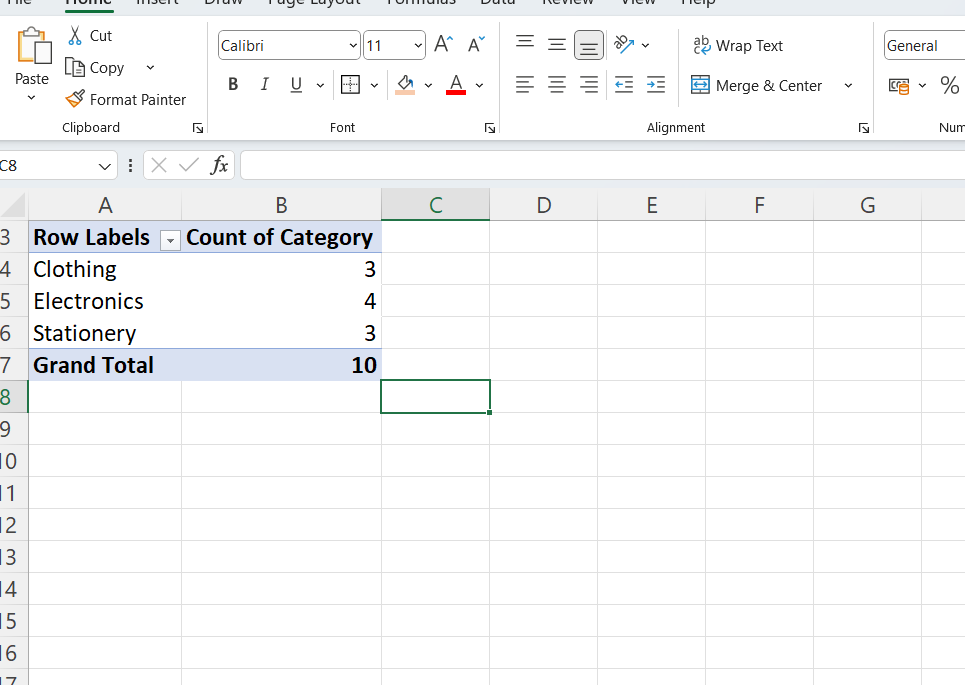 Home Insert Draw Page Layout Formulas Data Review View Help
Paste
Cut
Copy
Format Painter
Clipboard
Calibri 11 A A
B I U A
Font
ab Wrap Text
Merge & Center
Alignment
General
%
C8 fx
A B C D E F G
3 Row Labels Count of Category
4 Clothing 3
5 Electronics 4
6 Stationery 3
7 Grand Total 10
8
9
10
11
12
13
14
15
16
17